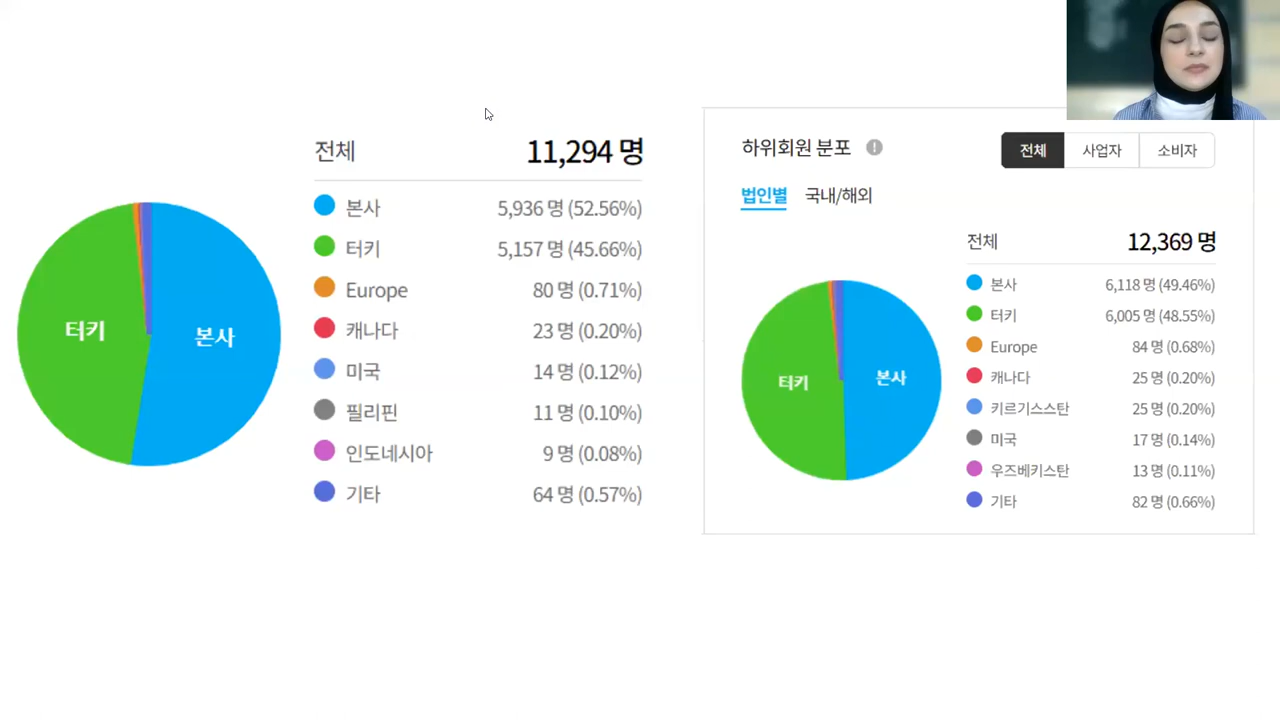 전체 11,294 명
본사 5,936 명 (52.56%)
터키 5,157 명 (45.66%)
Europe 80 명 (0.71%)
캐나다 23 명 (0.20%)
미국 14 명 (0.12%)
필리핀 11 명 (0.10%)
인도네시아 9 명 (0.08%)
기타 64 명 (0.57%)
터키 본사
하위회원 분포 !
전체 사업자 소비자
법인별 국내/해외
전체 12,369 명
본사 6,118 명 (49.46%)
터키 6,005 명 (48.55%)
Europe 84 명 (0.68%)
캐나다 25 명 (0.20%)
키르기스스탄 25 명 (0.20%)
미국 17 명 (0.14%)
우즈베키스탄 13 명 (0.11%)
기타 82 명 (0.66%)
터키 본사